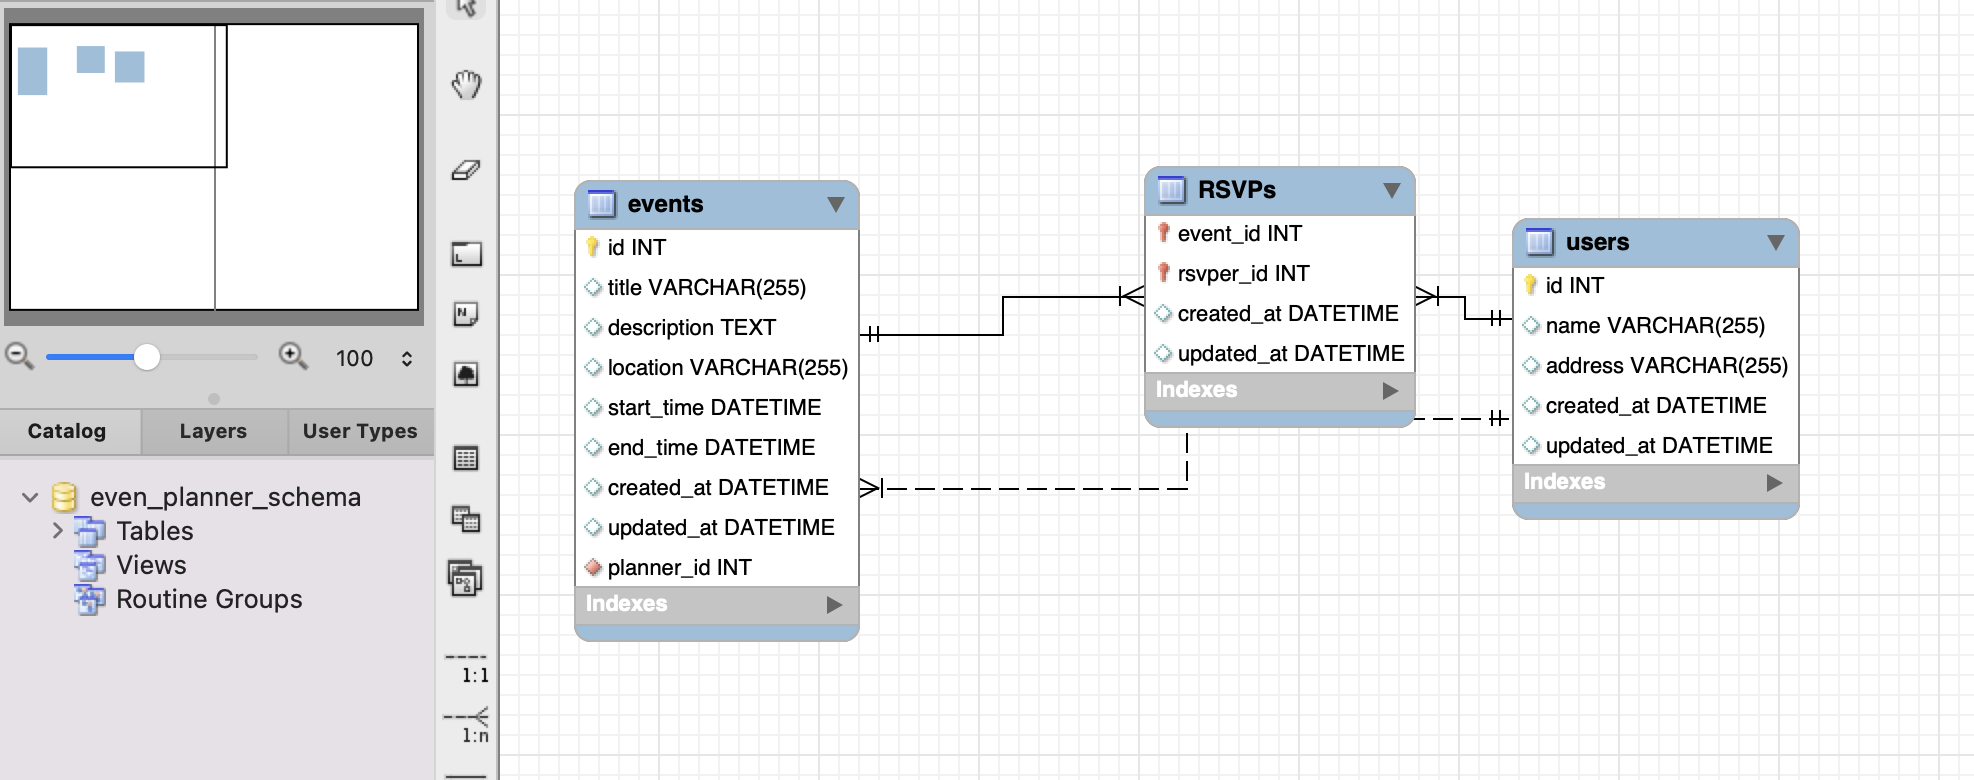 100
Catalog
Layers
User Types
even_planner_schema
Tables
Views
Routine Groups
L
N
1:1
1:n
events
id INT
title VARCHAR(255)
description TEXT
location VARCHAR(255)
start_time DATETIME
end_time DATETIME
created_at DATETIME
updated_at DATETIME
planner_id INT
Indexes
RSVPs
event_id INT
rsvper_id INT
created_at DATETIME
updated_at DATETIME
Indexes
users
id INT
name VARCHAR(255)
address VARCHAR(255)
created_at DATETIME
updated_at DATETIME
Indexes